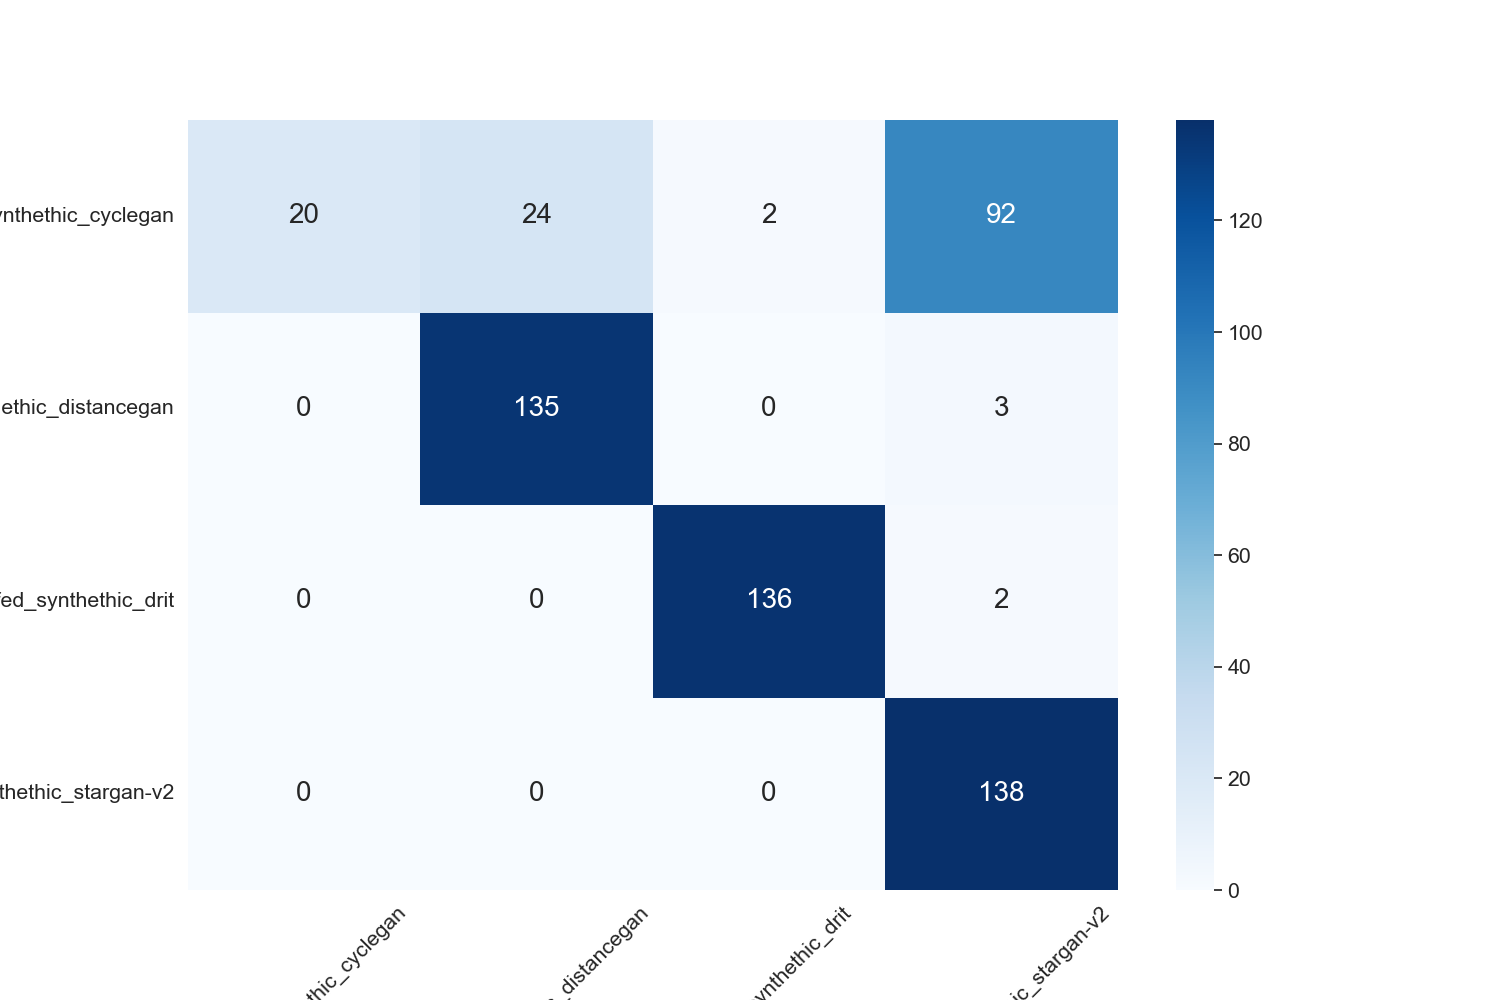 ynthethic_cyclegan 20 24 2 92
ethic_distancegan 0 135 0 3
fed_synthethic_drit 0 0 136 2
thethic_stargan-v2 0 0 0 138
thic_cyclegan
_distancegan
ynthethic_drit
ic_stargan-v2
120
100
80
60
40
20
0